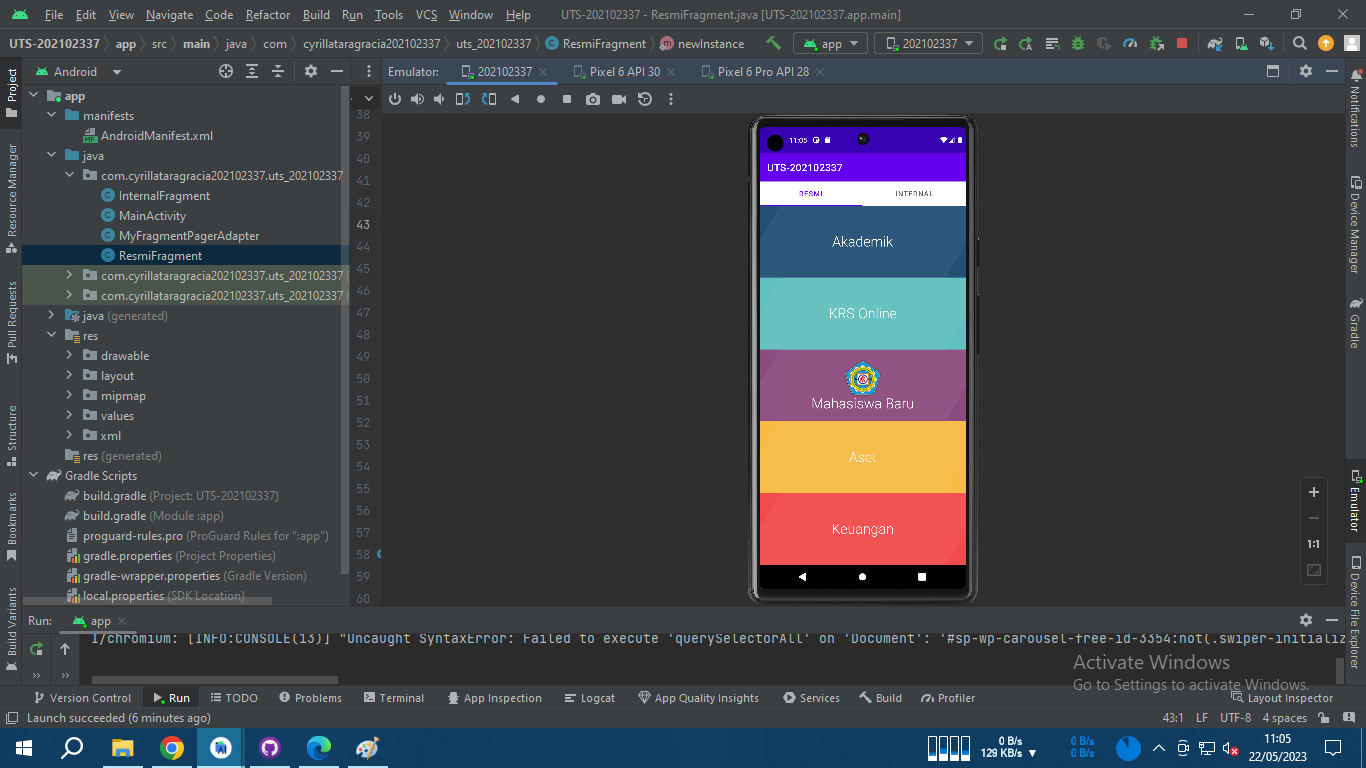 File Edit View Navigate Code Refactor Build Run Tools VCS Window Help UTS-202102337 - ResmiFragment.java [UTS-202102337.app.main]
UTS-202102337 app src main java com cyrillataragracia202102337 uts_202102337 ResmiFragment newInstance app 202102337
Project
Android
Emulator: 202102337 Pixel 6 API 30 Pixel 6 Pro API 28
Notifications
app
manifests
AndroidManifest.xml
java
com.cyrillataragracia202102337.uts_202102337
InternalFragment
MainActivity
MyFragmentPagerAdapter
ResmiFragment
com.cyrillataragracia202102337.uts_202102337 (
com.cyrillataragracia202102337.uts_202102337 (
java (generated)
res
drawable
layout
mipmap
values
xml
res (generated)
Gradle Scripts
build.gradle (Project: UTS-202102337)
build.gradle (Module :app)
proguard-rules.pro (ProGuard Rules for ":app")
gradle.properties (Project Properties)
gradle-wrapper.properties (Gradle Version)
local.properties (SDK Location)
Resource Manager
Pull Requests
Structure
Bookmarks
Build Variants
38
39
40
41
42
43
44
45
46
47
48
49
50
51
52
53
54
55
56
57
58
59
60
11:05
UTS-202102337
RESMI INTERNAL
Akademik
KRS Online
Mahasiswa Baru
Aset
Keuangan
1:1
Device Manager
Gradle
Emulator
Device File Explorer
Run: app
I/chromium: [INFO:CONSOLE(13)] "Uncaught SyntaxError: Failed to execute 'querySelectorAll' on 'Document': '#sp-wp-carousel-free-id-3354:not(.swiper-initializ
Activate Windows
Go to Settings to activate Windows.
Version Control Run TODO Problems Terminal App Inspection Logcat App Quality Insights Services Build Profiler Layout Inspector
Launch succeeded (6 minutes ago) 43:1 LF UTF-8 4 spaces
0 B/s
129 KB/s
0 B/s
0 B/s
11:05
22/05/2023